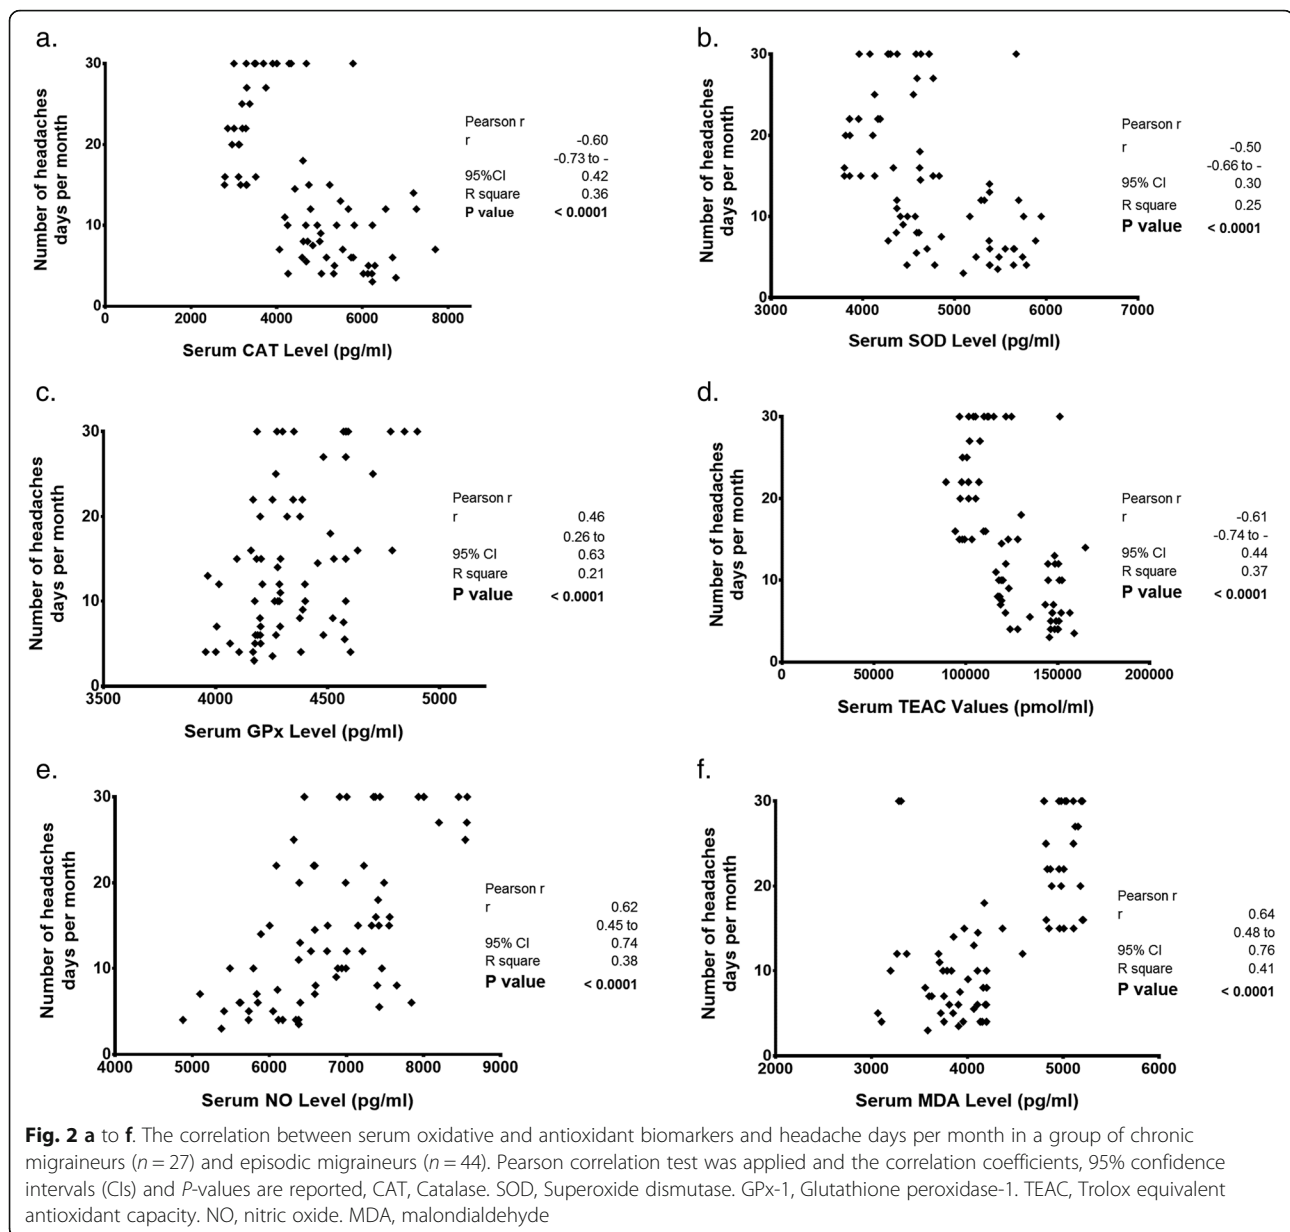 a.
Number of headaches
days per month
30
20
10
0
0 2000 4000 6000 8000
Serum CAT Level (pg/ml)
Pearson r
r -0.60
-0.73 to -
95%CI 0.42
R square 0.36
P value < 0.0001
b.
Number of headaches
days per month
30
20
10
0
3000 4000 5000 6000 7000
Serum SOD Level (pg/ml)
Pearson r
r -0.50
-0.66 to -
95% CI 0.30
R square 0.25
P value < 0.0001
c.
Number of headaches
days per month
30
20
10
0
3500 4000 4500 5000
Serum GPx Level (pg/ml)
Pearson r
r 0.46
0.26 to
95% CI 0.63
R square 0.21
P value < 0.0001
d.
Number of headaches
days per month
30
20
10
0
0 50000 100000 150000 200000
Serum TEAC Values (pmol/ml)
Pearson r
r -0.61
-0.74 to -
95% CI 0.44
R square 0.37
P value < 0.0001
e.
Number of headaches
days per month
30
20
10
0
4000 5000 6000 7000 8000 9000
Serum NO Level (pg/ml)
Pearson r
r 0.62
0.45 to
95% CI 0.74
R square 0.38
P value < 0.0001
f.
Number of headaches
days per month
30
20
10
0
2000 3000 4000 5000 6000
Serum MDA Level (pg/ml)
Pearson r
r 0.64
0.48 to
95% CI 0.76
R square 0.41
P value < 0.0001
Fig. 2 a to f. The correlation between serum oxidative and antioxidant biomarkers and headache days per month in a group of chronic
migraineurs (n = 27) and episodic migraineurs (n = 44). Pearson correlation test was applied and the correlation coefficients, 95% confidence
intervals (CIs) and P-values are reported, CAT, Catalase. SOD, Superoxide dismutase. GPx-1, Glutathione peroxidase-1. TEAC, Trolox equivalent
antioxidant capacity. NO, nitric oxide. MDA, malondialdehyde